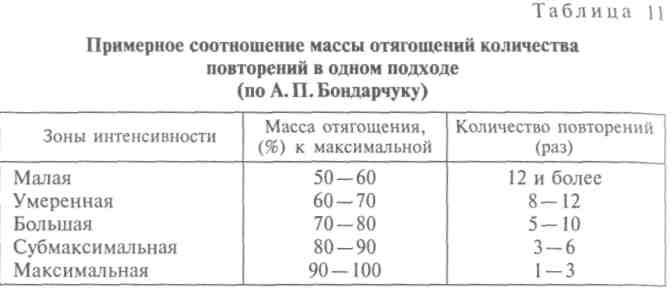 Таблица 11
Примерное соотношение массы отягощений количества
повторений в одном подходе
(по А. П. Бондарчуку)
Зоны интенсивности | Масса отягощения, (%) к максимальной | Количество повторений (раз)
Малая | 50—60 | 12 и более
Умеренная | 60—70 | 8—12
Большая | 70—80 | 5—10
Субмаксимальная | 80—90 | 3—6
Максимальная | 90—100 | 1—3